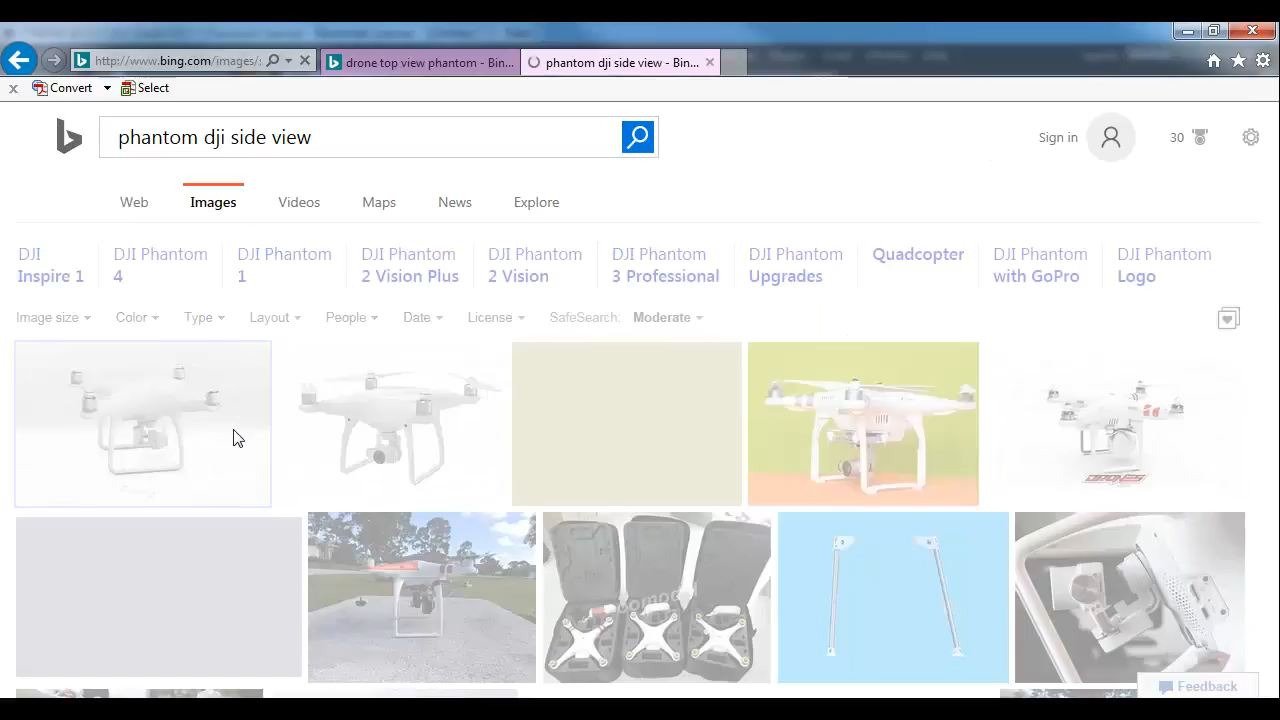 http://www.bing.com/images/:
drone top view phantom - Bin...
phantom dji side view - Bin...
Convert
Select
phantom dji side view
Sign in
30
Web
Images
Videos
Maps
News
Explore
DJI
Inspire 1
DJI Phantom
4
DJI Phantom
1
DJI Phantom
2 Vision Plus
DJI Phantom
2 Vision
DJI Phantom
3 Professional
DJI Phantom
Upgrades
Quadcopter
DJI Phantom
with GoPro
DJI Phantom
Logo
Image size
Color
Type
Layout
People
Date
License
SafeSearch:
Moderate
DRONES
Feedback